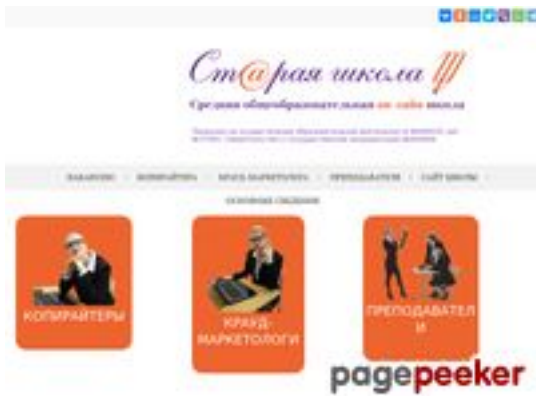 Ст@рая школа
Средняя общеобразовательная он-лайн школа
ВАКАНСИИ КОПИРАЙТЕРЫ КРАУД-МАРКЕТОЛОГИ ПРЕПОДАВАТЕЛИ САЙТ ШКОЛЫ
ОСНОВНЫЕ СВЕДЕНИЯ
КОПИРАЙТЕРЫ
КРАУД-
МАРКЕТОЛОГИ
ПРЕПОДАВАТЕЛ
И
pagepeeker